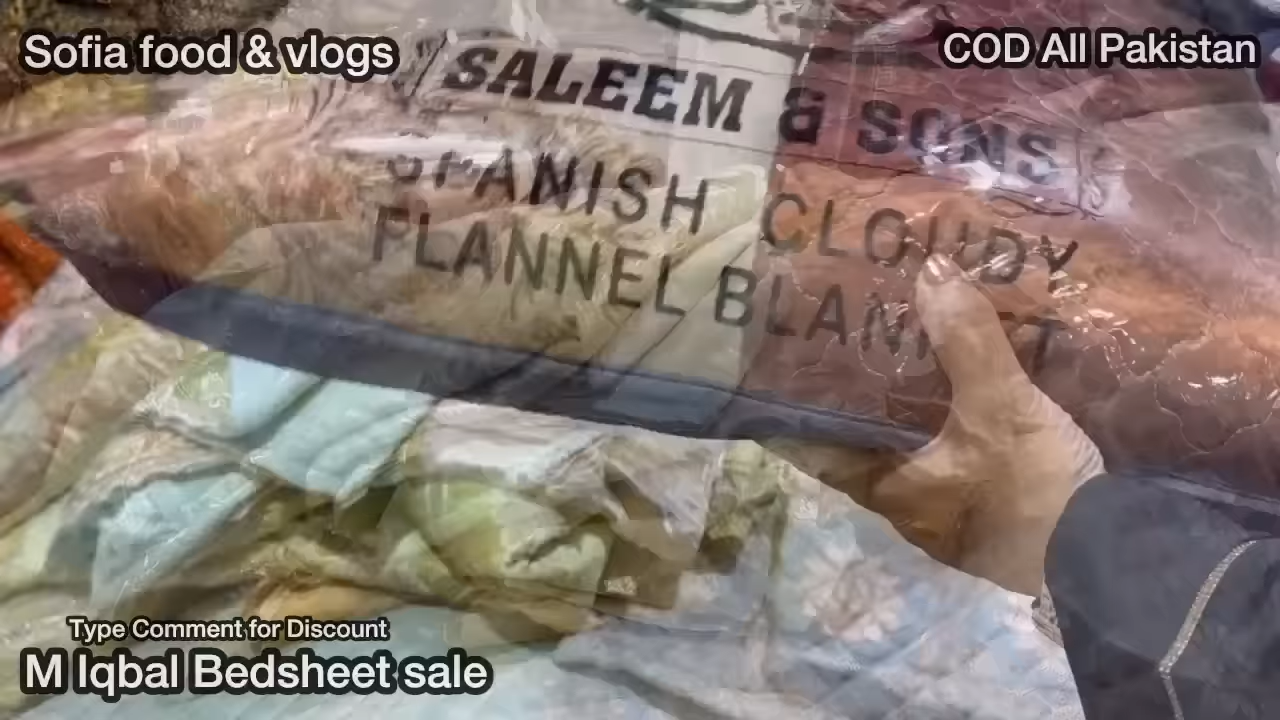 Sofia food & vlogs
COD All Pakistan
SALEEM & SONS
SPANISH CLOUDY
FLANNEL BLANKET
Type Comment for Discount
M Iqbal Bedsheet sale